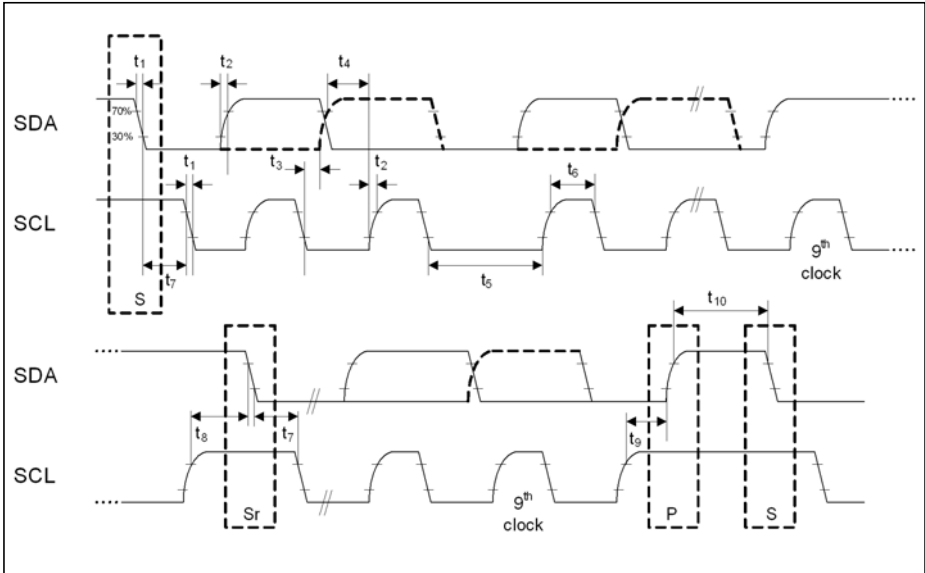 t1 t2 t4
70%
SDA
30%
t1 t3 t2 t6
SCL
t7 t5 9th
clock
S
t10
SDA
t8 t7 t9
SCL
9th
Sr clock P S